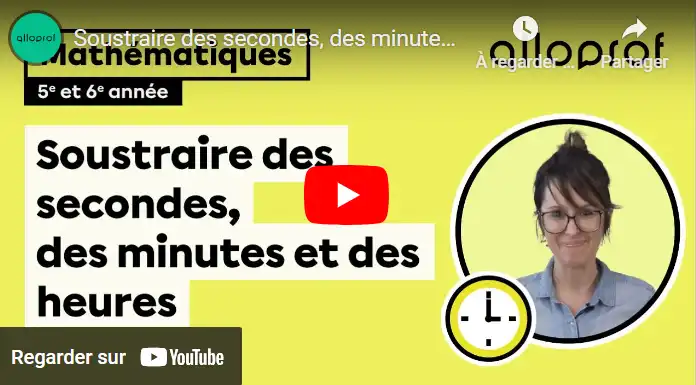 alloprof
Soustraire des secondes, des minute...
alloprof
Mathématiques
À regarder ...
Partager
5e et 6e année
Soustraire des
secondes,
des minutes et des
heures
Regarder sur YouTube